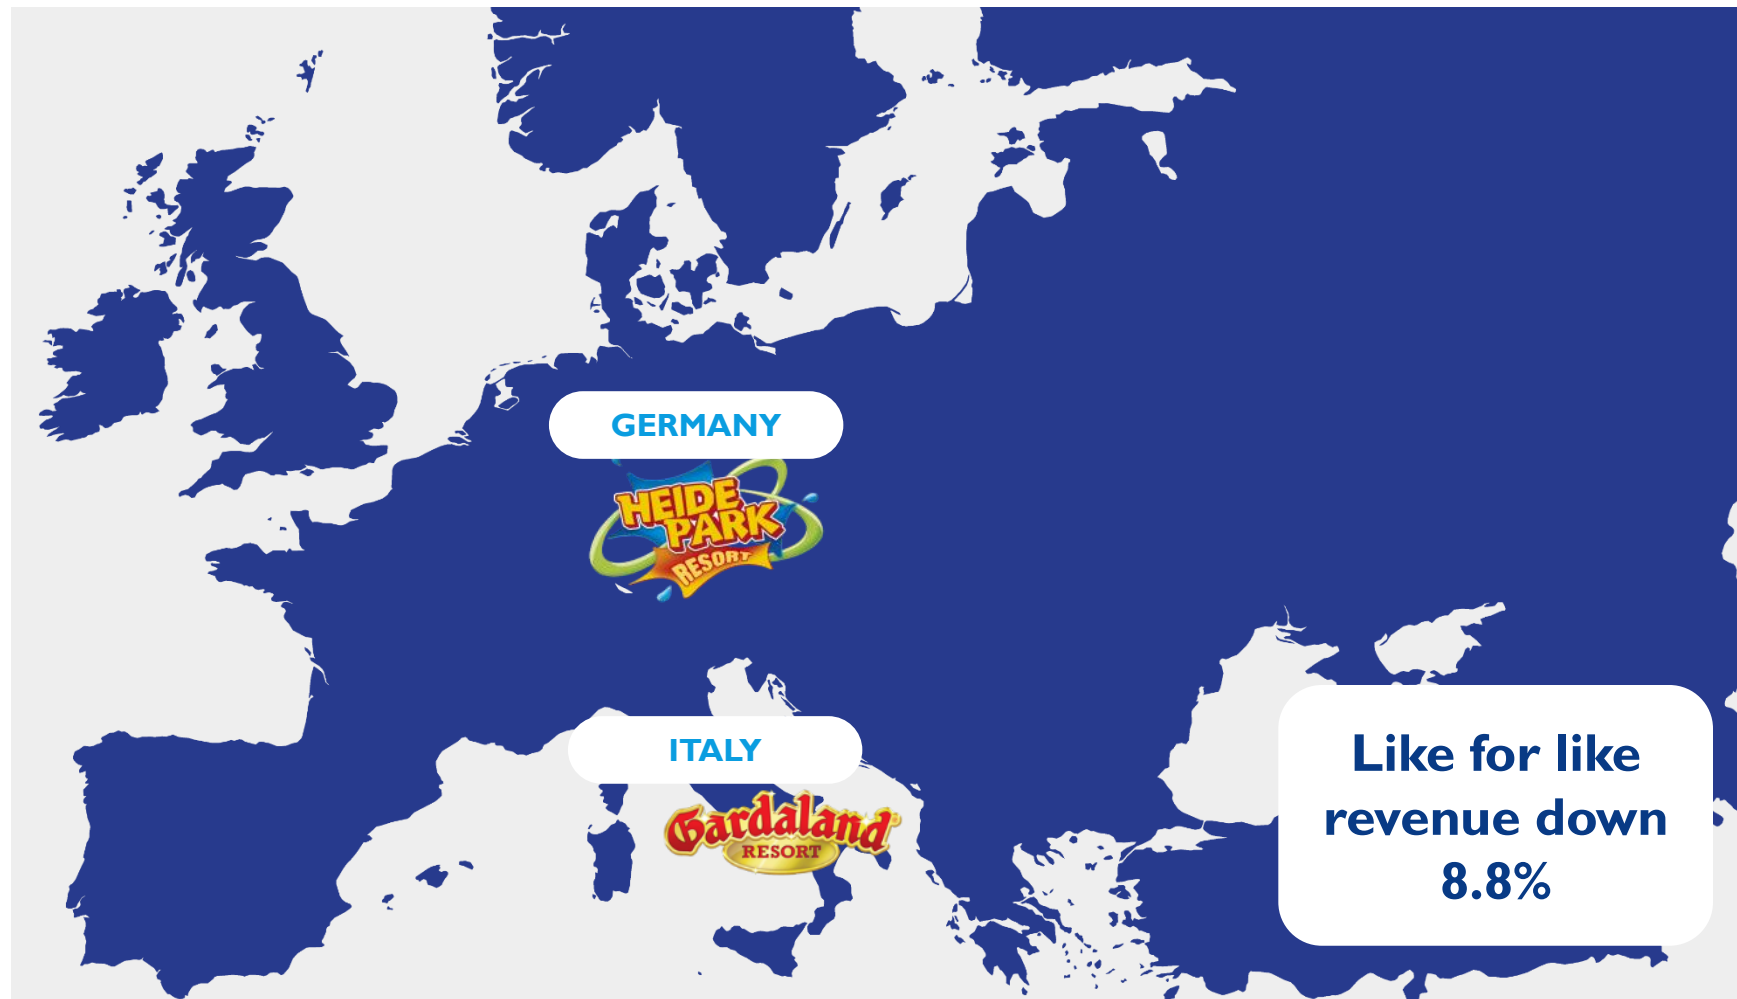 GERMANY
HEIDE
PARK
RESORT
ITALY
Gardaland
RESORT
Like for like
revenue down
8.8%